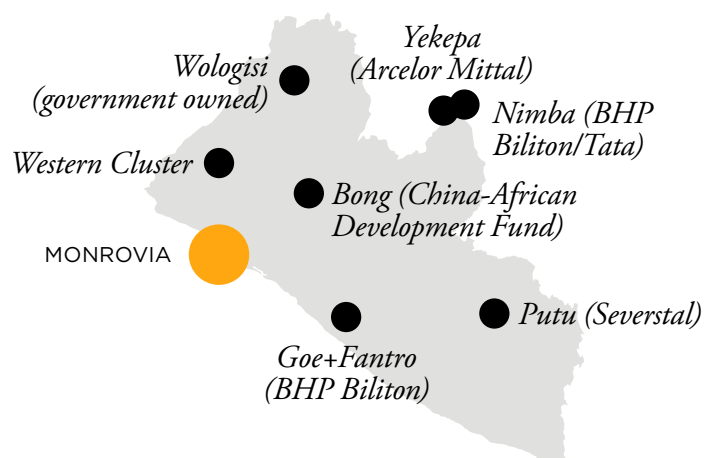 Yekepa
(Arcelor Mittal)
Wologisi
(government owned)
Nimba (BHP
Biliton/Tata)
Western Cluster
Bong (China-African
Development Fund)
MONROVIA
Putu (Severstal)
Goe+Fantro
(BHP Biliton)